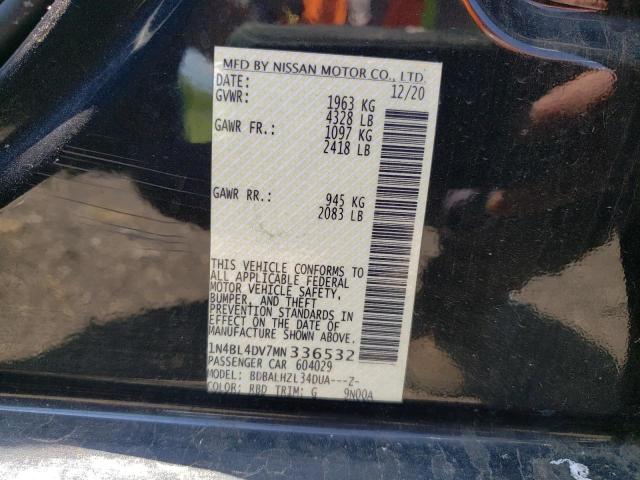 MFD BY NISSAN MOTOR CO., LTD
DATE: 12/20
GVWR: 1963 KG
4328 LB
GAWR FR.: 1097 KG
2418 LB
GAWR RR.: 945 KG
2083 LB
THIS VEHICLE CONFORMS TO
ALL APPLICABLE FEDERAL
MOTOR VEHICLE SAFETY,
BUMPER, AND THEFT
PREVENTION STANDARDS IN
EFFECT ON THE DATE OF
MANUFACTURE SHOWN ABOVE.
1N4BL4DV7MN336532
PASSENGER CAR 604029
MODEL: BDBALHZL34DUA---Z-
COLOR: RBD TRIM: G 9N00A